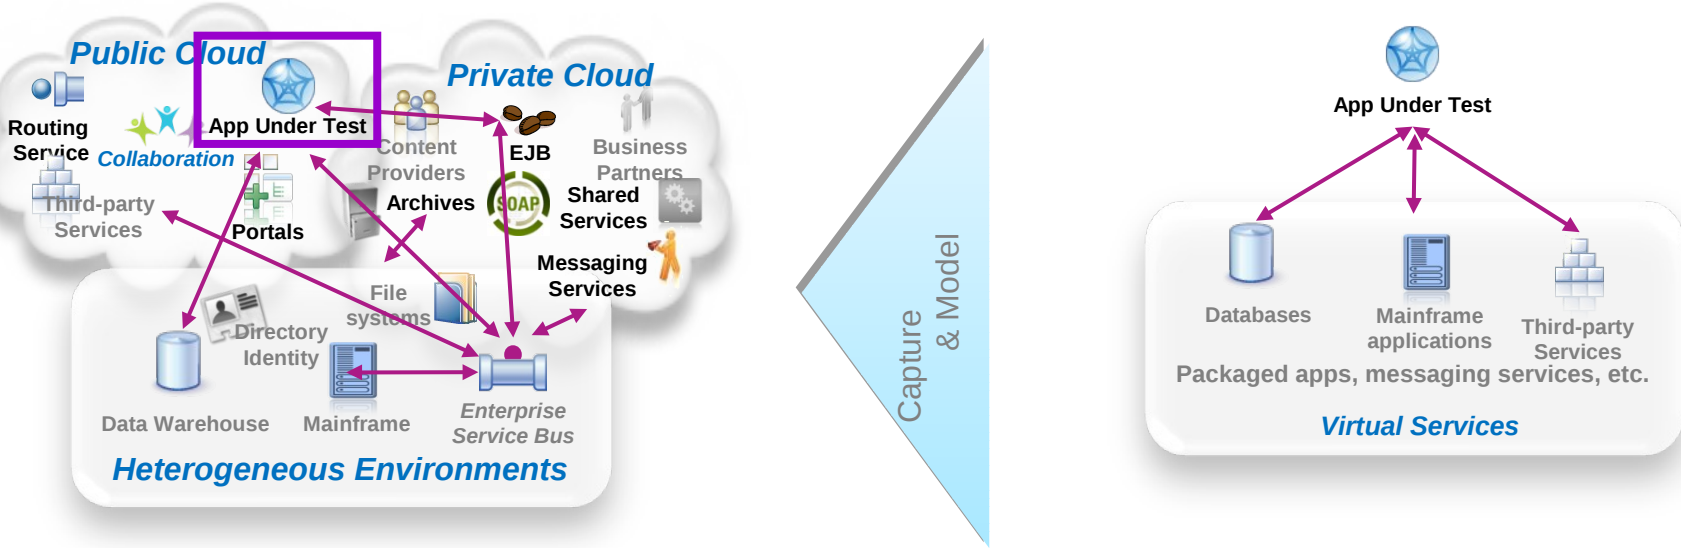 Public Cloud
Private Cloud
App Under Test
Routing
Service
Collaboration
Content
Providers
EJB
Business
Partners
Third-party
Services
Portals
Archives
SOAP
Shared
Services
Messaging
Services
File
systems
Directory
Identity
Data Warehouse
Mainframe
Enterprise
Service Bus
Heterogeneous Environments
Capture
& Model
App Under Test
Databases
Mainframe
applications
Third-party
Services
Packaged apps, messaging services, etc.
Virtual Services